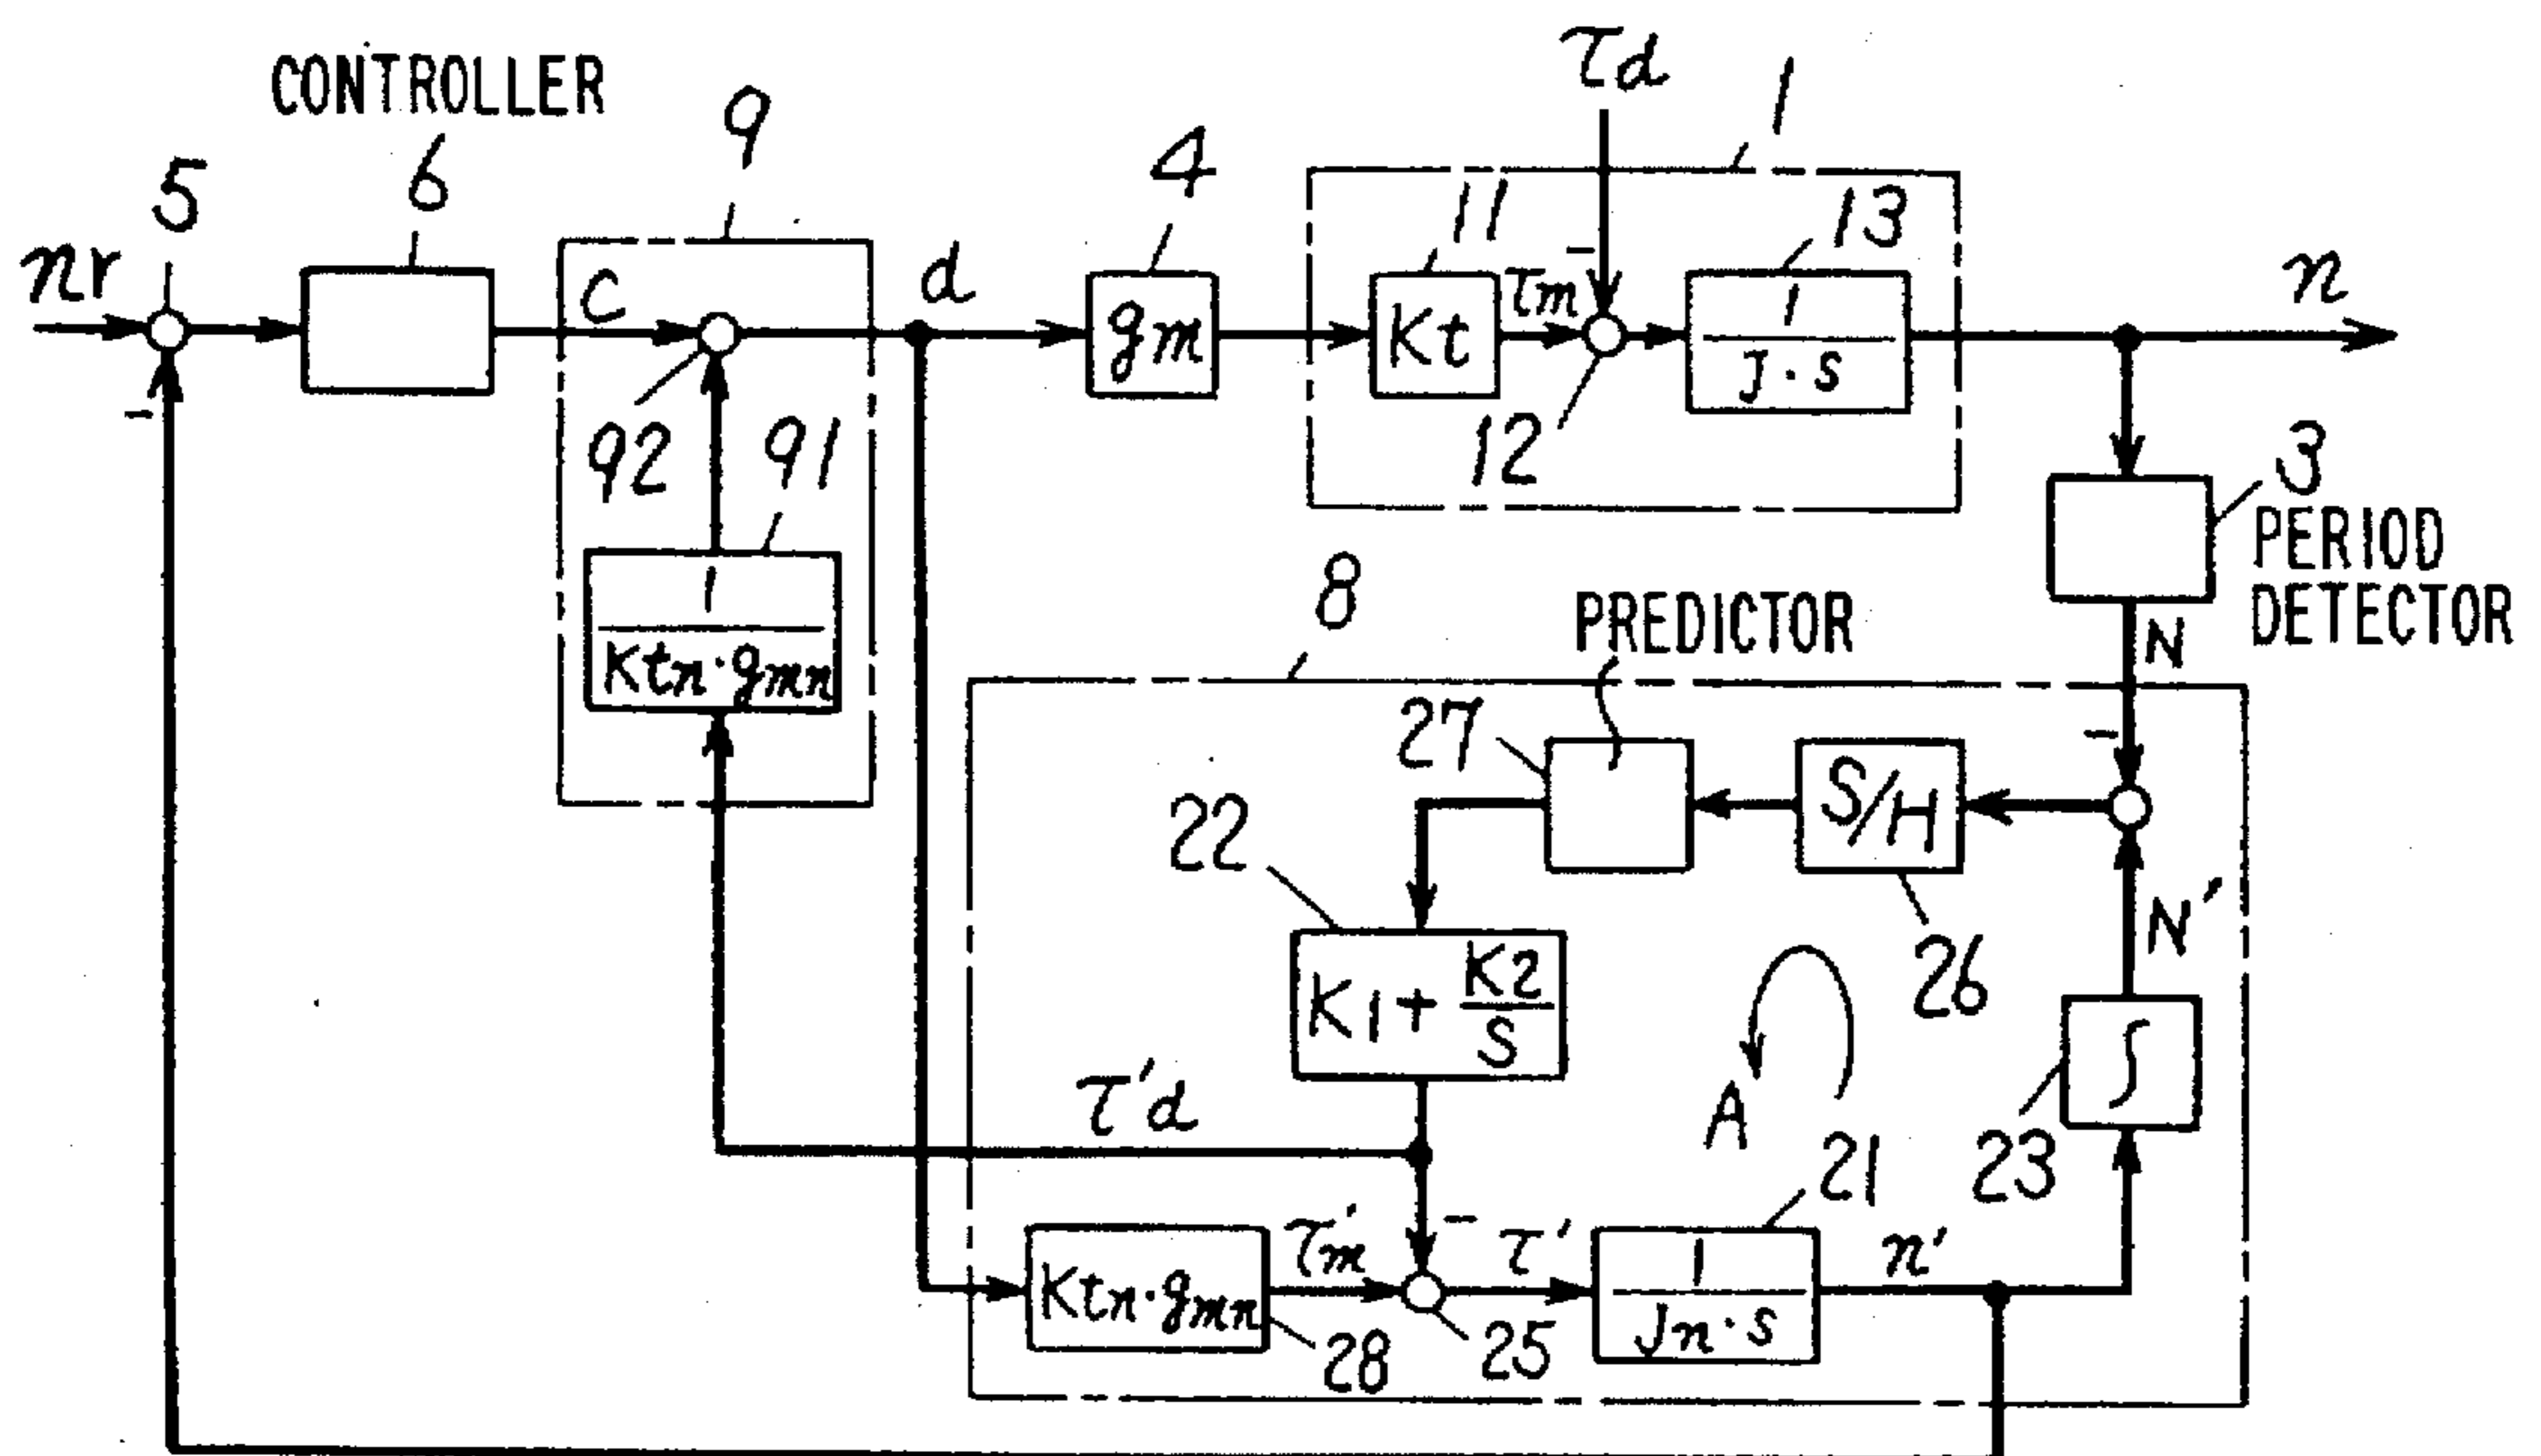 CONTROLLER
5
6
9
4
τd
1
nr
C
d
gm
11
Kt
τm
-
12
13
1
J·S
n
-
92
91
1
Ktn·gmn
3
PERIOD
DETECTOR
N
8
PREDICTOR
27
-
S/H
26
22
K1+ K2
S
N'
A
23
τ'd
21
Ktn·gmn
28
τ'm
-
τ'
25
1
Jn·s
n'
∫